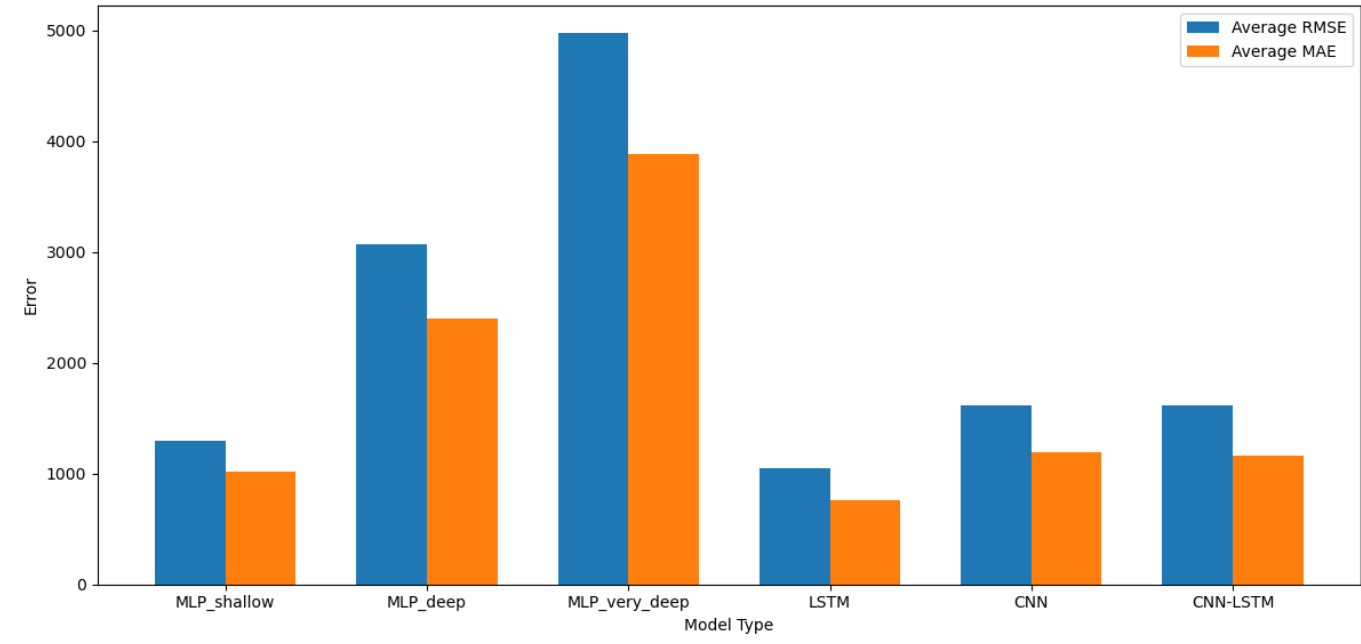 Average RMSE
Average MAE
5000
4000
3000
2000
1000
0
Error
MLP_shallow MLP_deep MLP_very_deep LSTM CNN CNN-LSTM
Model Type